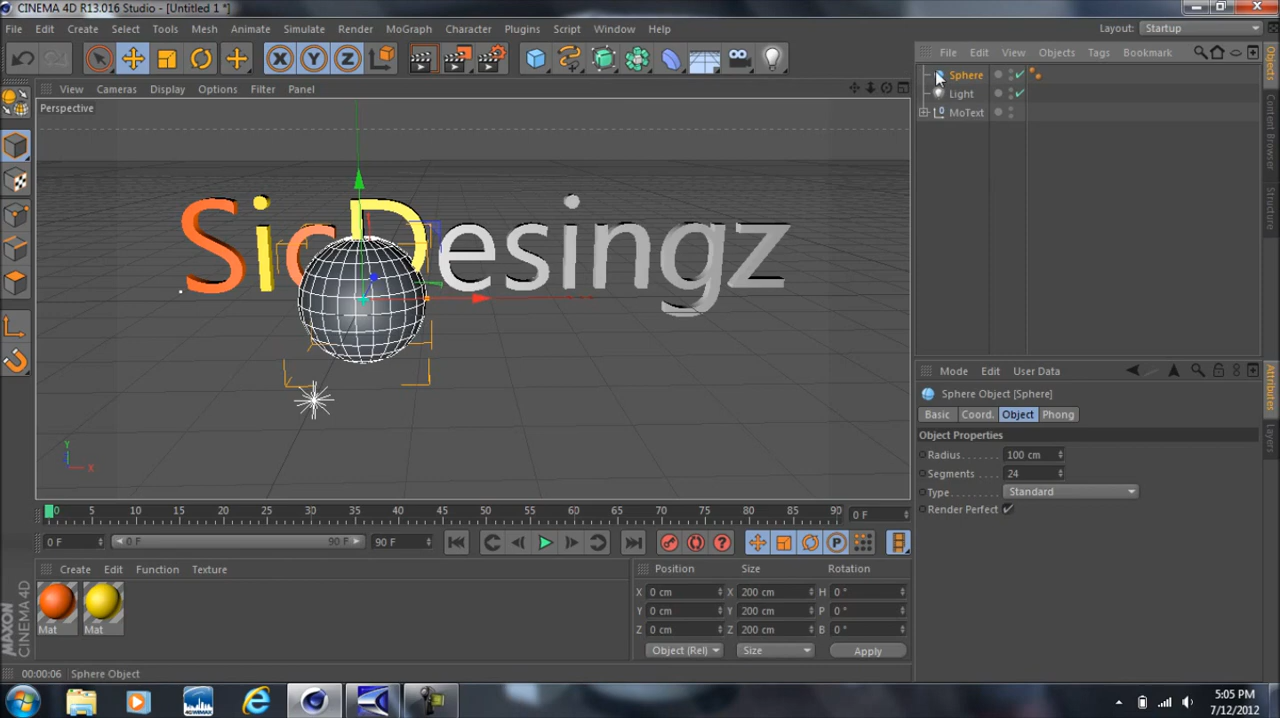 CINEMA 4D R13.016 Studio - [Untitled 1 *]
File Edit Create Select Tools Mesh Animate Simulate Render MoGraph Character Plugins Script Window Help
Layout: Startup
X Y Z
File Edit View Objects Tags Bookmark
View Cameras Display Options Filter Panel
Perspective
Sphere
Light
MoText
SicDesingz
Y
X
Objects
Content Browser
Structure
Mode Edit User Data
Sphere Object [Sphere]
Basic Coord. Object Phong
Object Properties
Radius . . . . . . . 100 cm
Segments . . . . 24
Type . . . . . . . . . Standard
Render Perfect
Attributes
Layers
0 5 10 15 20 25 30 35 40 45 50 55 60 65 70 75 80 85 90 0 F
0 F 0 F 90 F 90 F
Create Edit Function Texture
Mat Mat
Position Size Rotation
X 0 cm X 200 cm H 0 °
Y 0 cm Y 200 cm P 0 °
Z 0 cm Z 200 cm B 0 °
Object (Rel) Size Apply
MAXON
CINEMA 4D
00:00:06 Sphere Object
5:05 PM
7/12/2012